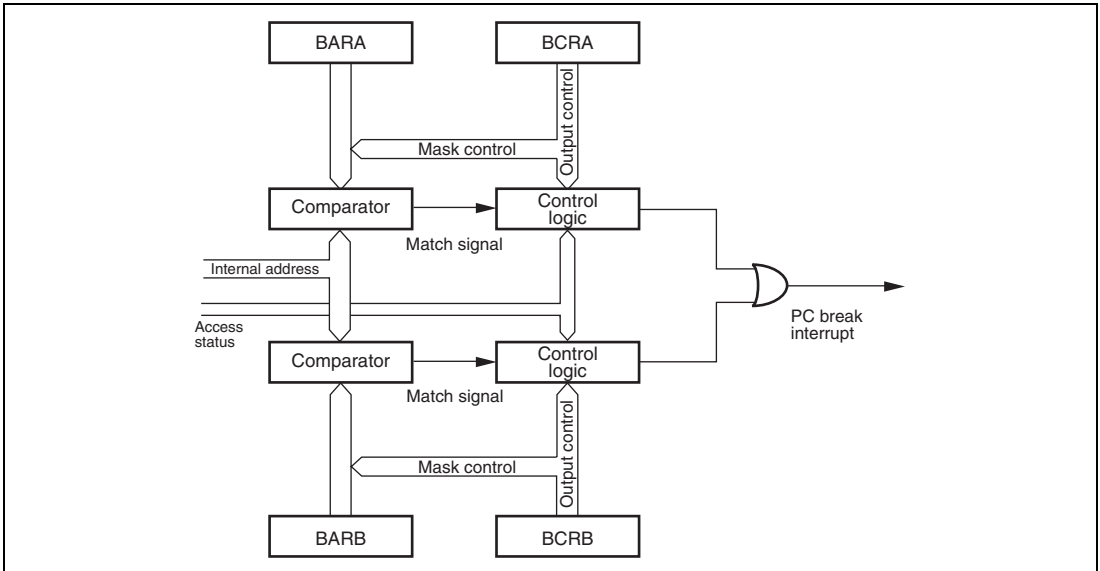 BARA
BCRA
Output control
Mask control
Comparator
Control
logic
Match signal
Internal address
Access
status
PC break
interrupt
Comparator
Control
logic
Match signal
Output control
Mask control
BARB
BCRB